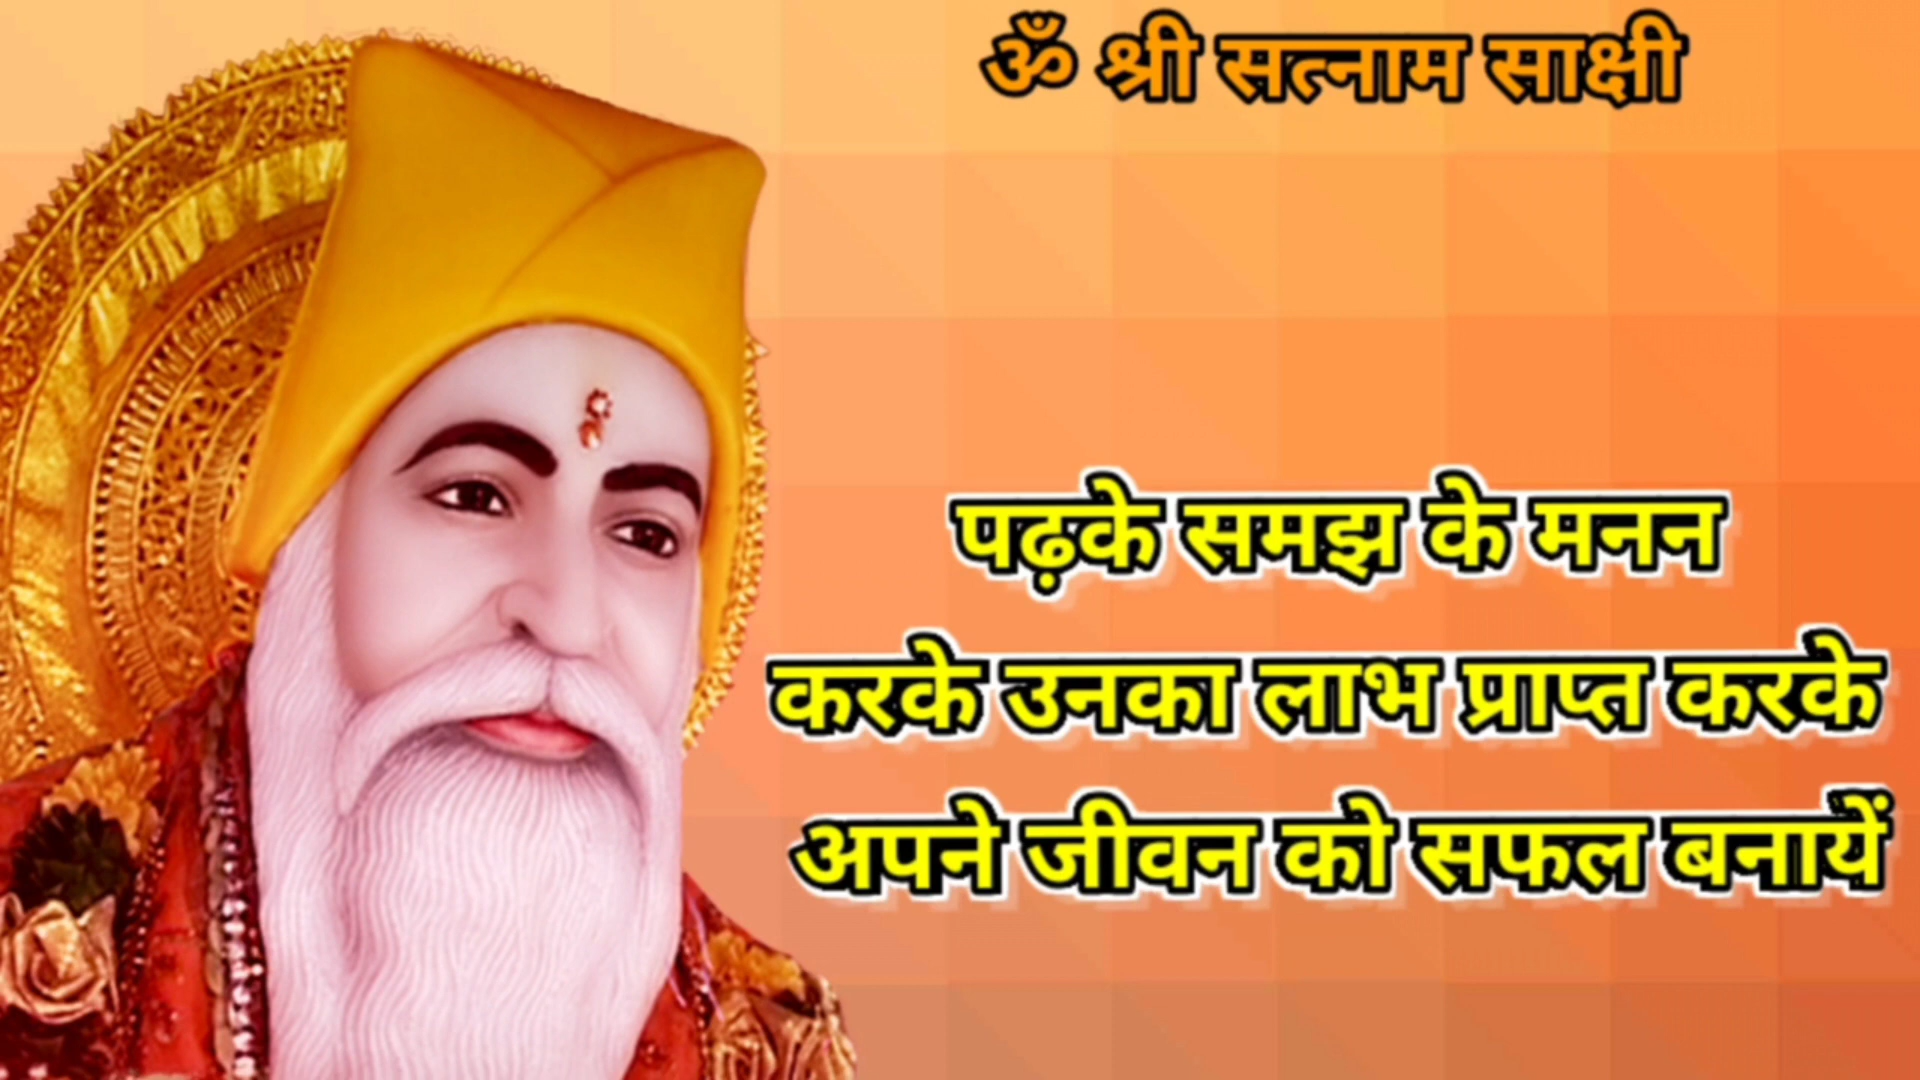 ॐ श्री सत्नाम साक्षी
पढ़के समझ के मनन
करके उनका लाभ प्राप्त करके
अपने जीवन को सफल बनायें